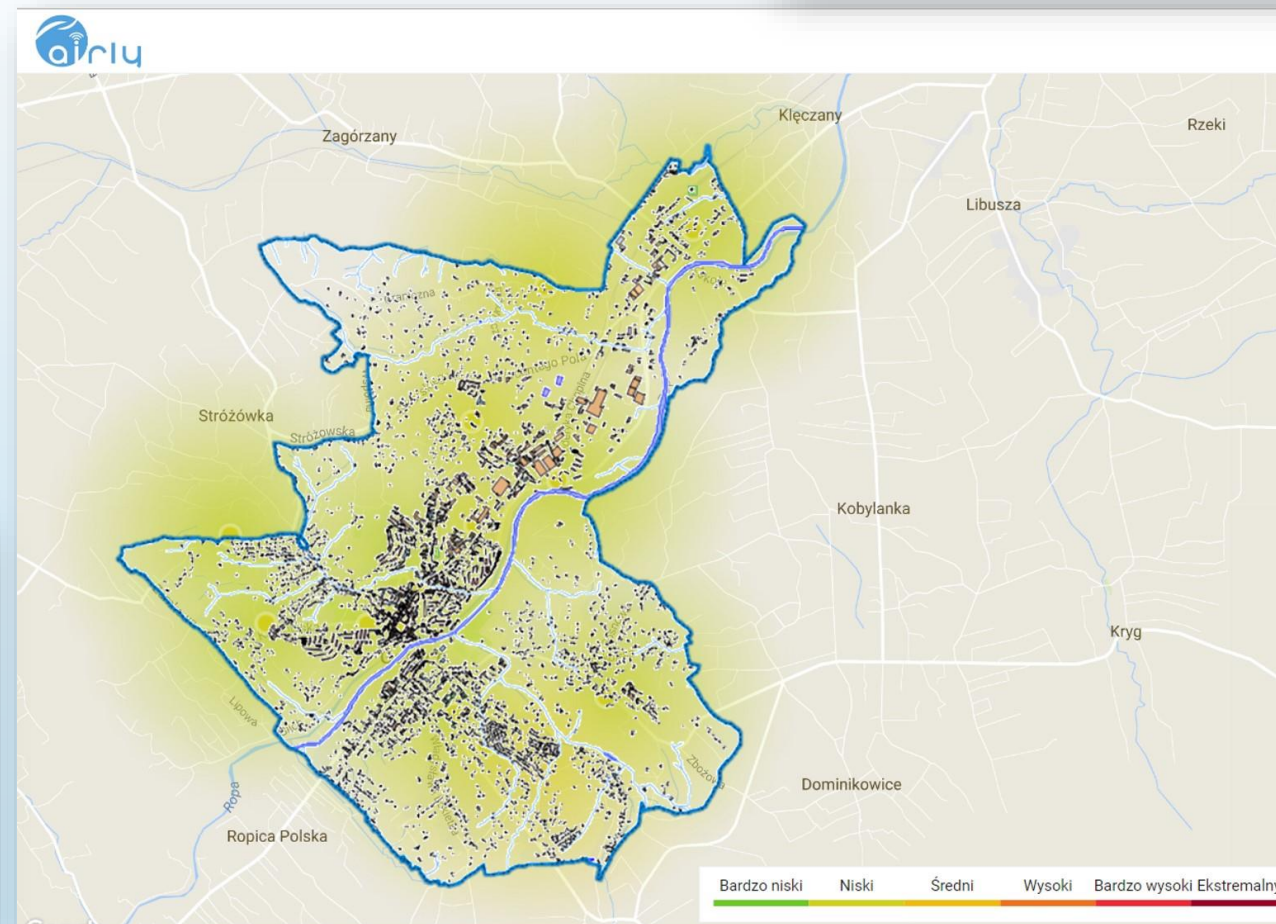 airly
Zagórzany
Klęczany
Rzeki
Libusza
Stróżówka
Stróżowska
Kobylanka
Kryg
Lipowa
Zbożowa
Dominikowice
Ropa
Ropica Polska
Bardzo niski Niski Średni Wysoki Bardzo wysoki Ekstremalny